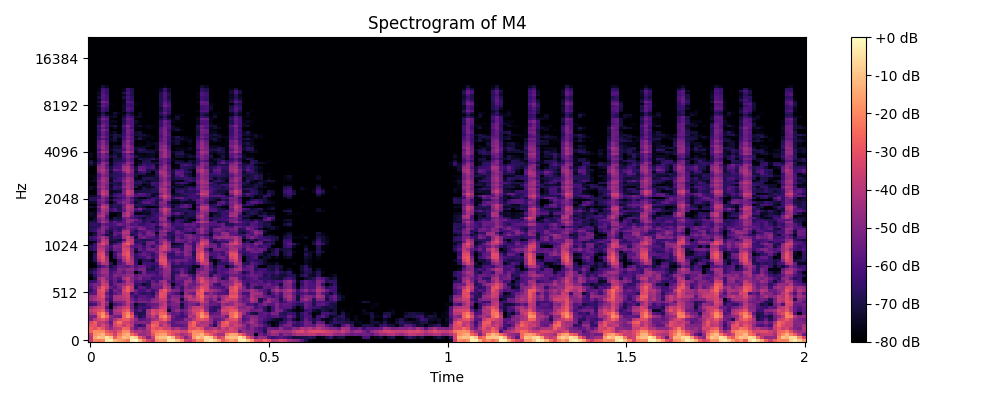 Spectrogram of M4
Hz
16384
8192
4096
2048
1024
512
0
0 0.5 1 1.5 2
Time
+0 dB
-10 dB
-20 dB
-30 dB
-40 dB
-50 dB
-60 dB
-70 dB
-80 dB